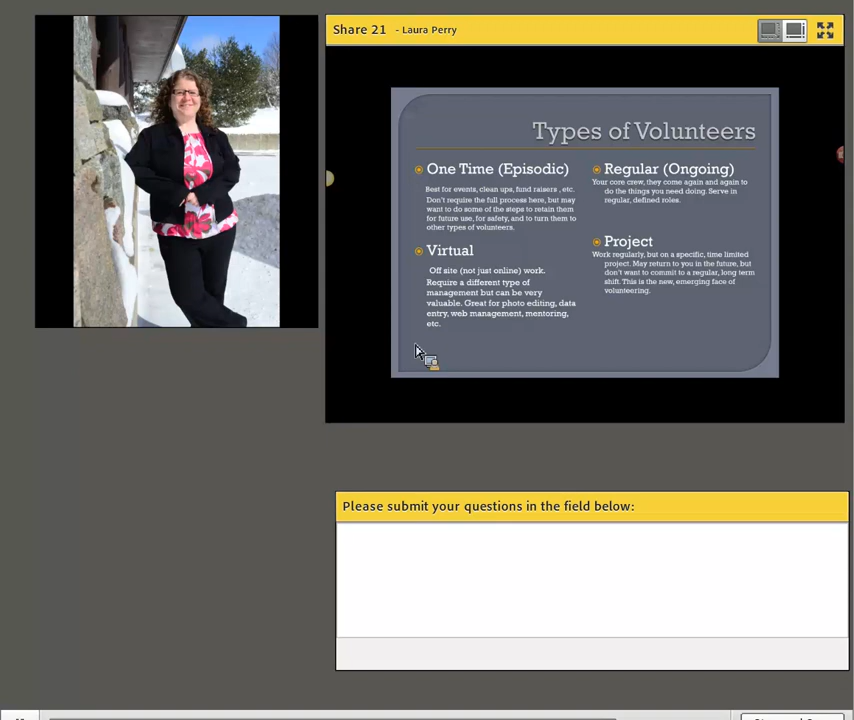 Share 21 - Laura Perry
Types of Volunteers
One Time (Episodic)
Best for events, clean ups, fund raisers , etc.
Don't require the full process here, but may
want to do some of the steps to retain them
for future use, for safety, and to turn them to
other types of volunteers.
Virtual
Off site (not just online) work.
Require a different type of
management but can be very
valuable. Great for photo editing, data
entry, web management, mentoring,
etc.
Regular (Ongoing)
Your core crew, they come again and again to
do the things you need doing. Serve in
regular, defined roles.
Project
Work regularly, but on a specific, time limited
project. May return to you in the future, but
don't want to commit to a regular, long term
shift. This is the new, emerging face of
volunteering.
Please submit your questions in the field below: